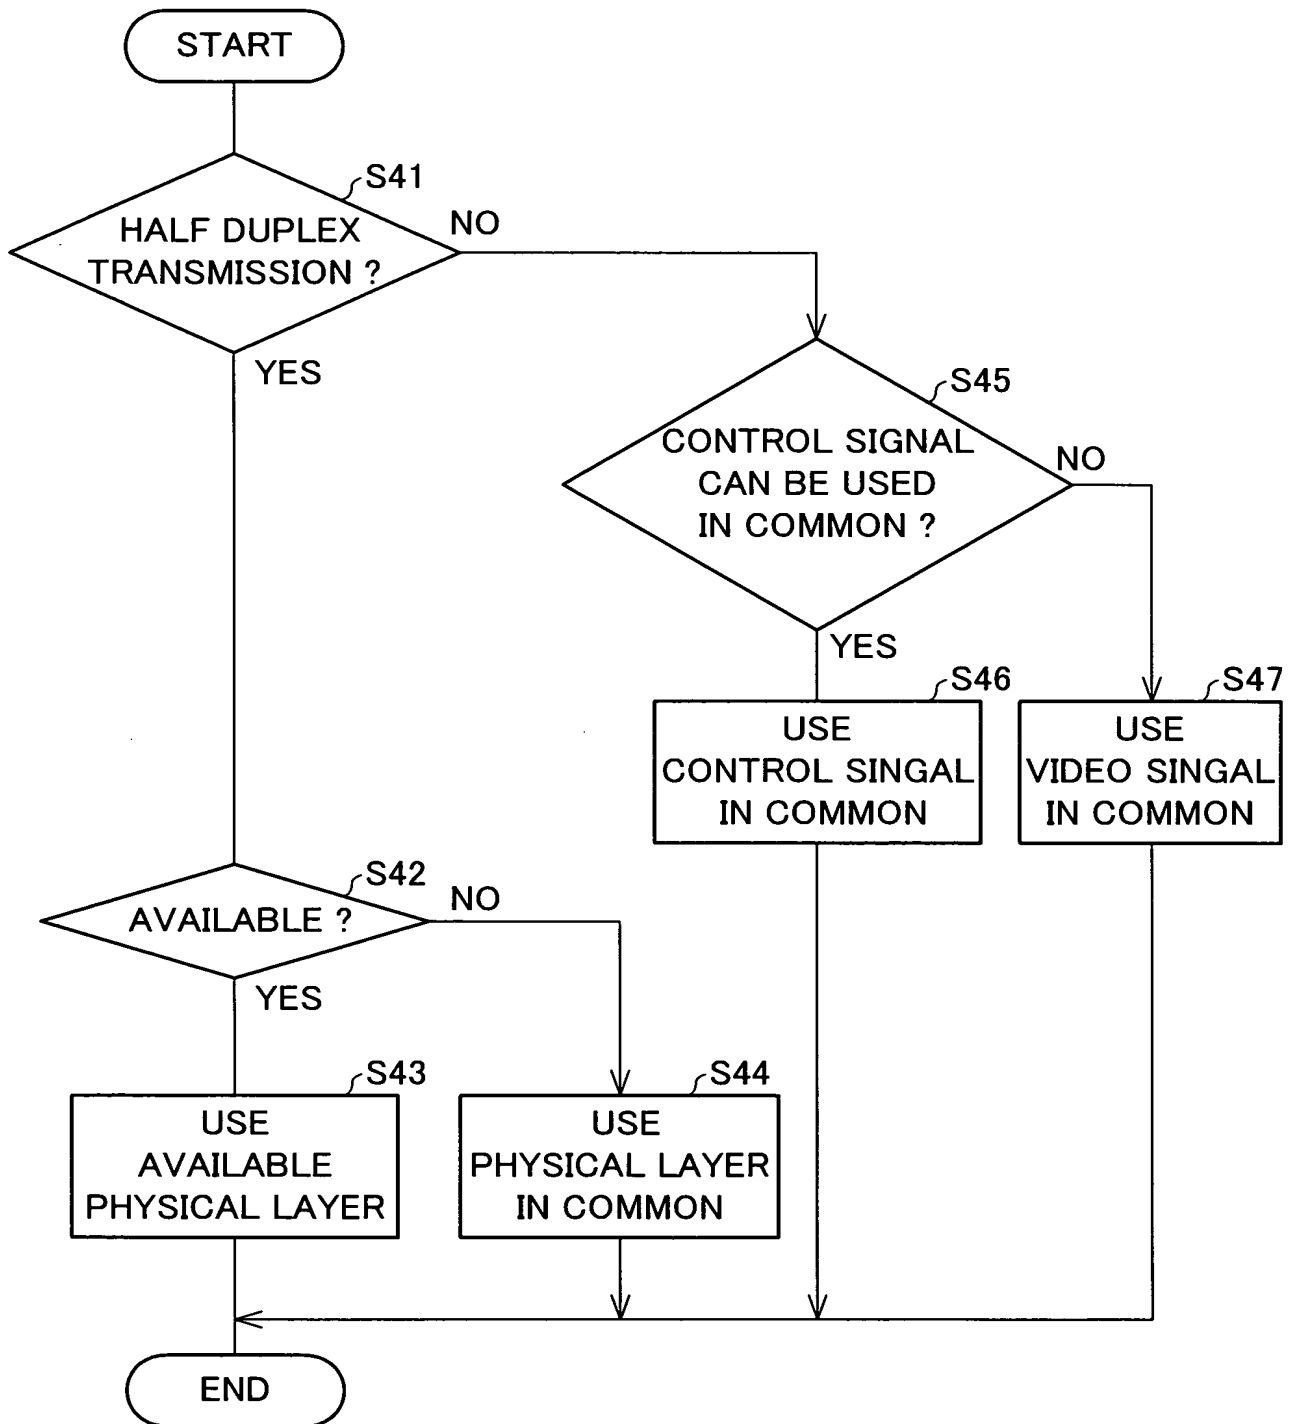 START
S41
HALF DUPLEX
TRANSMISSION ?
NO
YES
S45
CONTROL SIGNAL
CAN BE USED
IN COMMON ?
NO
YES
S46
USE
CONTROL SINGAL
IN COMMON
S47
USE
VIDEO SINGAL
IN COMMON
S42
AVAILABLE ?
NO
YES
S43
USE
AVAILABLE
PHYSICAL LAYER
S44
USE
PHYSICAL LAYER
IN COMMON
END